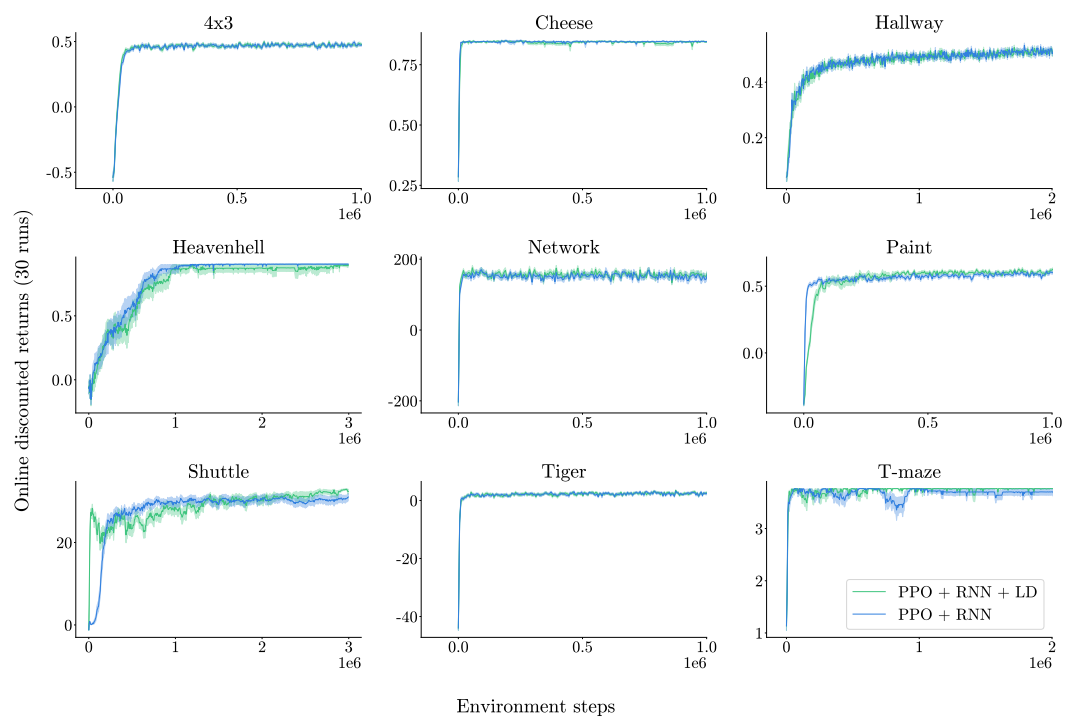 4x3
Cheese
Hallway
0.5
0.0
-0.5
0.0
0.5
1.0
1e6
0.75
0.50
0.25
0.0
0.5
1.0
1e6
0.4
0.2
0
1
2
1e6
Heavenhell
Network
Paint
0.5
0.0
0
1
2
3
1e6
200
0
-200
0.0
0.5
1.0
1e6
0.5
0.0
0.0
0.5
1.0
1e6
Shuttle
Tiger
T-maze
20
0
0
1
2
3
1e6
0
-20
-40
0.0
0.5
1.0
1e6
3
2
1
0
1
2
1e6
PPO + RNN + LD
PPO + RNN
Online discounted returns (30 runs)
Environment steps